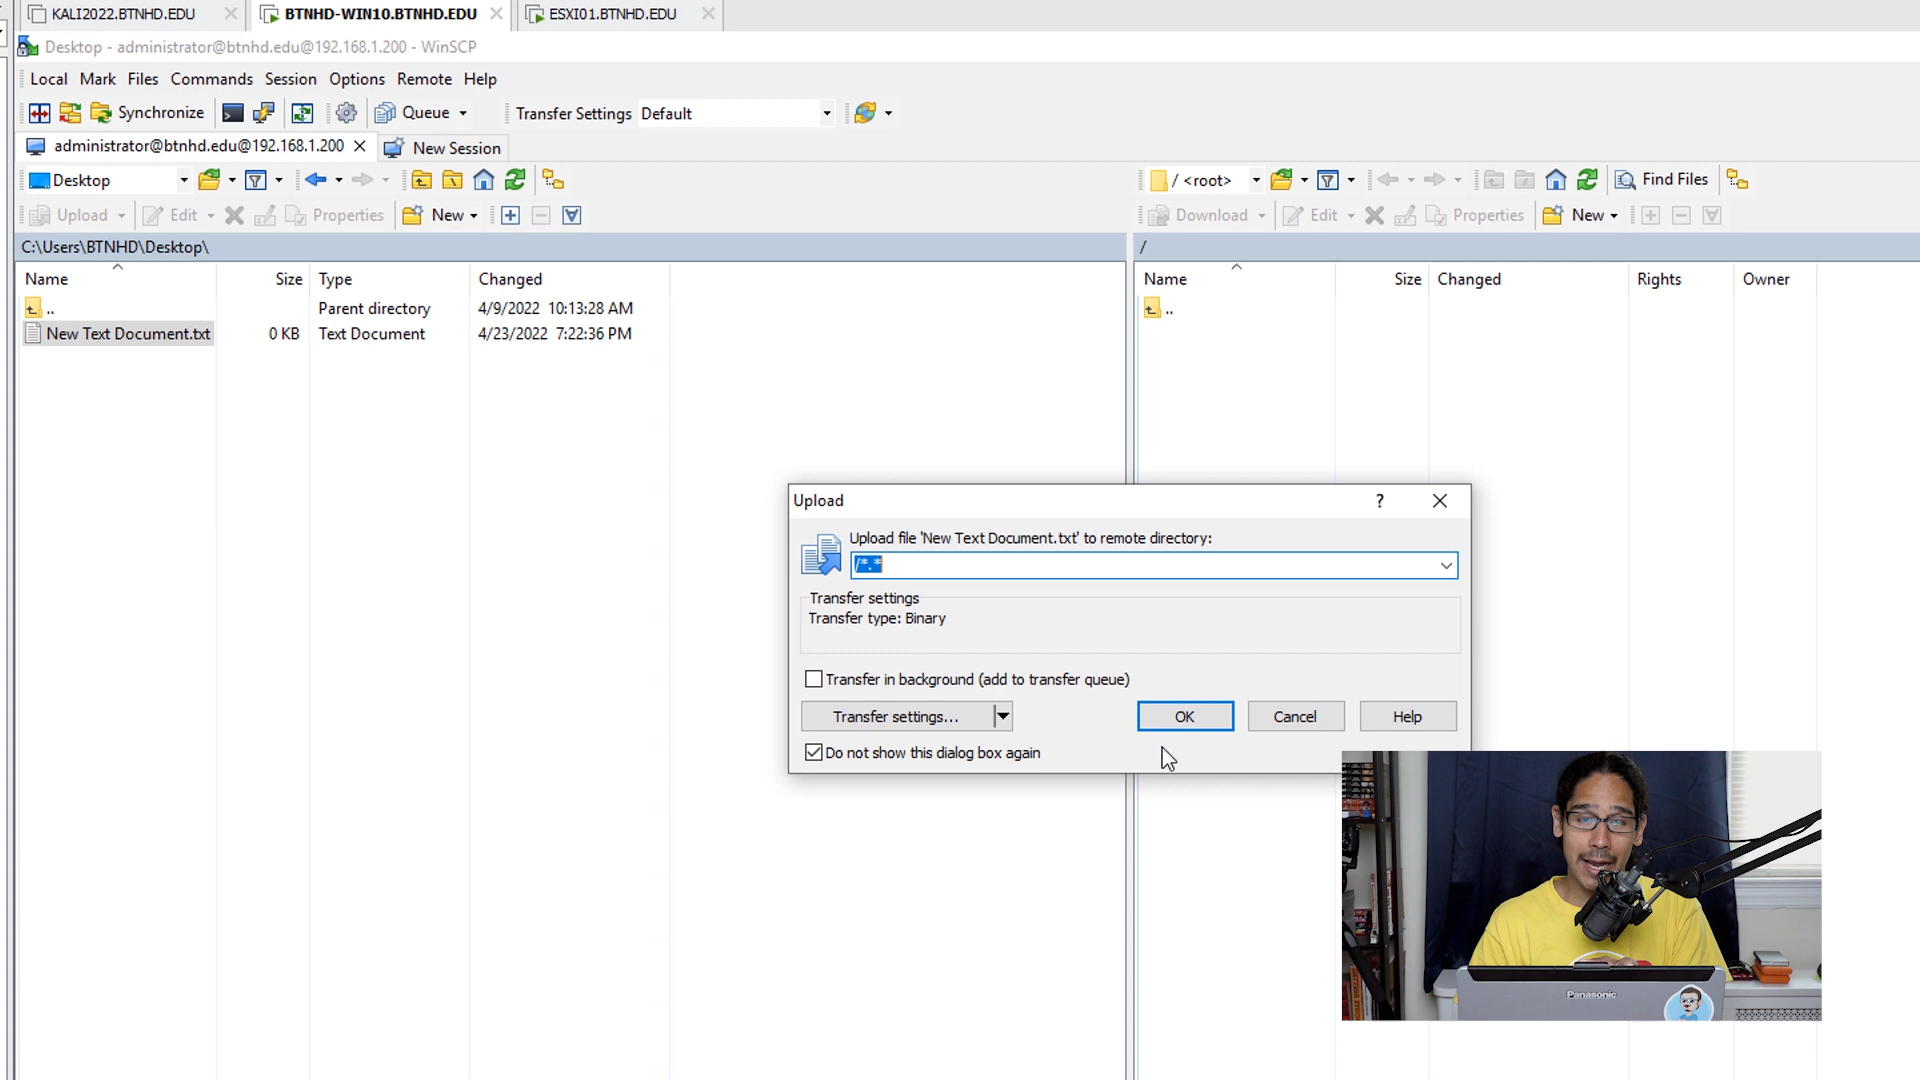 KALI2022.BTNHD.EDU
BTNHD-WIN10.BTNHD.EDU
ESXI01.BTNHD.EDU
Desktop - administrator@btnhd.edu@192.168.1.200 - WinSCP
Local Mark Files Commands Session Options Remote Help
Synchronize Queue Transfer Settings Default
administrator@btnhd.edu@192.168.1.200 New Session
Desktop
/ <root> Find Files
Upload Edit Properties New
Download Edit Properties New
C:\Users\BTNHD\Desktop\
/
Name Size Type Changed
Name Size Changed Rights Owner
.. Parent directory 4/9/2022 10:13:28 AM
..
New Text Document.txt 0 KB Text Document 4/23/2022 7:22:36 PM
Upload ?
Upload file 'New Text Document.txt' to remote directory:
/*.*
Transfer settings
Transfer type: Binary
Transfer in background (add to transfer queue)
Transfer settings... OK Cancel Help
Do not show this dialog box again
Panasonic